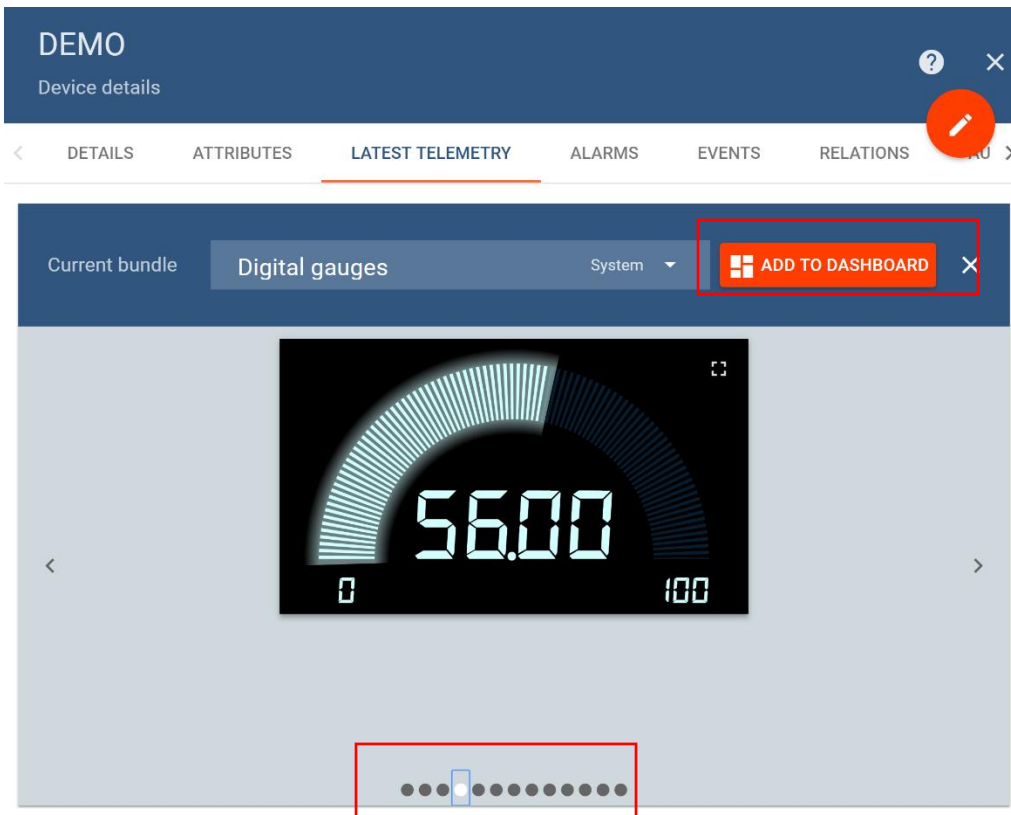 DEMO
Device details
DETAILS ATTRIBUTES LATEST TELEMETRY ALARMS EVENTS RELATIONS AU
Current bundle Digital gauges System ADD TO DASHBOARD
56.00
0 100